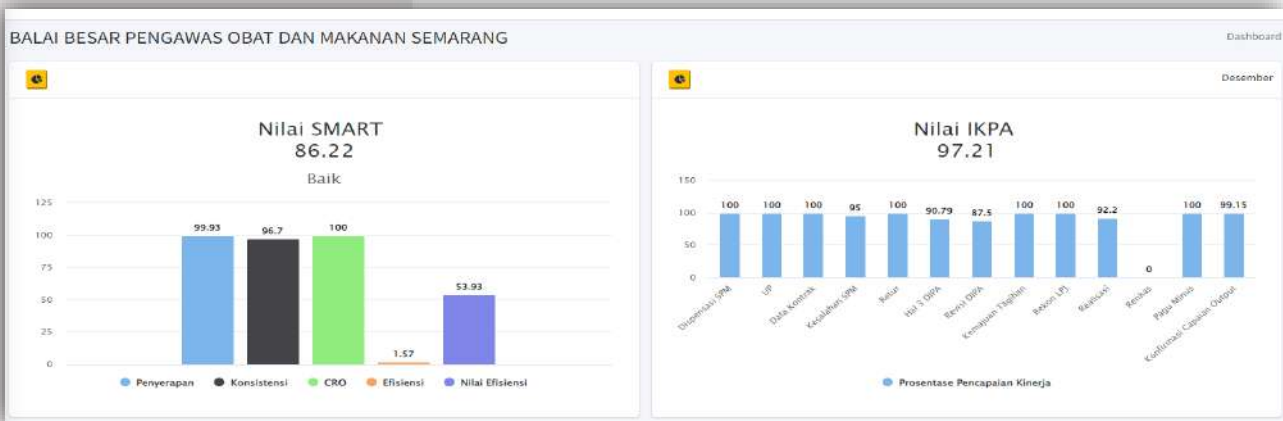 BALAI BESAR PENGAWAS OBAT DAN MAKANAN SEMARANG
Dashboard
Nilai SMART
86.22
Baik
125
100
75
50
25
0
99.93
96.7
100
1.57
53.93
Penyerapan Konsistensi CRO Efisiensi Nilai Efisiensi
Desember
Nilai IKPA
97.21
150
100
50
0
100 100 100 95 100 90.79 87.5 100 100 92.2 0 100 99.15
Dispensasi SPM
UP
Data Kontrak
Kesalahan SPM
Retur
Hal 3 DIPA
Revisi DIPA
Kemajuan Tagihan
Rekon LPJ
Realisasi
Renkas
Pagu Minus
Konfirmasi Capaian Output
Prosentase Pencapaian Kinerja